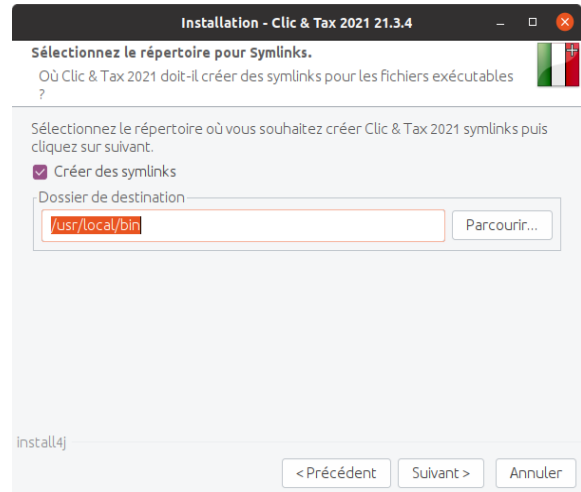 Installation - Clic & Tax 2021 21.3.4
Sélectionnez le répertoire pour Symlinks.
Où Clic & Tax 2021 doit-il créer des symlinks pour les fichiers exécutables
?
Sélectionnez le répertoire où vous souhaitez créer Clic & Tax 2021 symlinks puis
cliquez sur suivant.
Créer des symlinks
Dossier de destination
/usr/local/bin
Parcourir...
install4j
< Précédent
Suivant >
Annuler